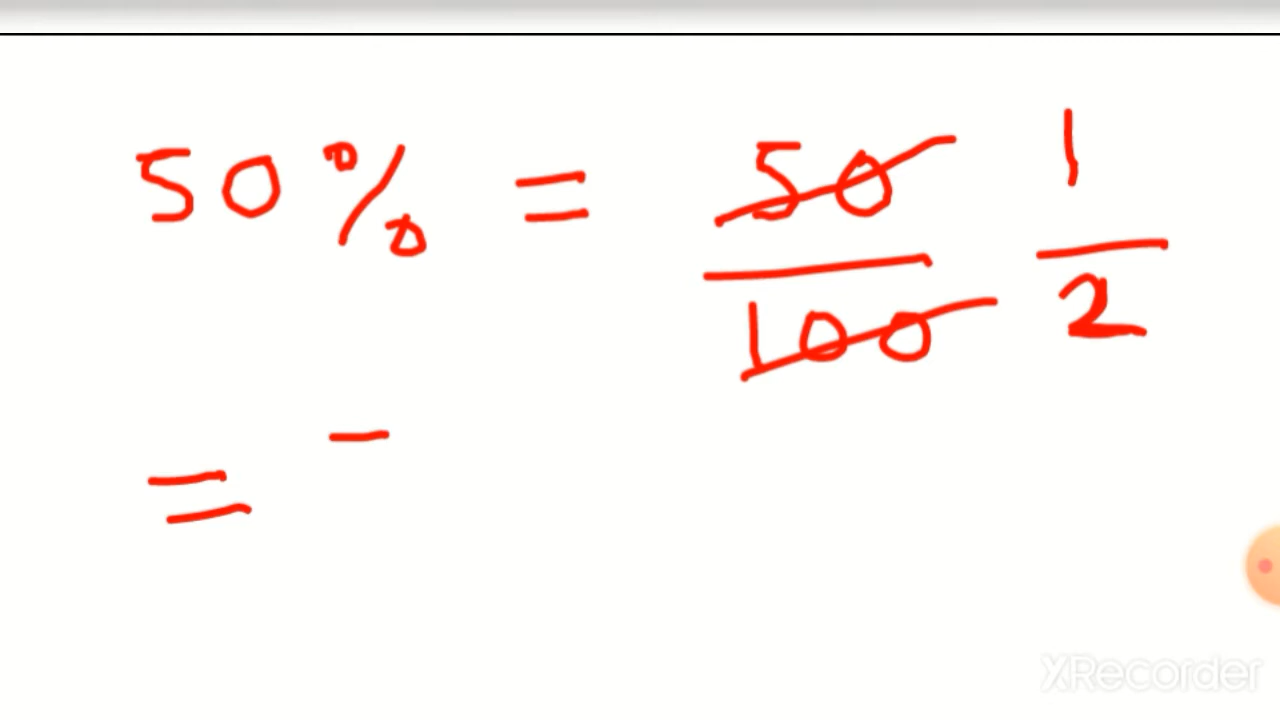 50% = 50/100 1/2
= –
XRecorder